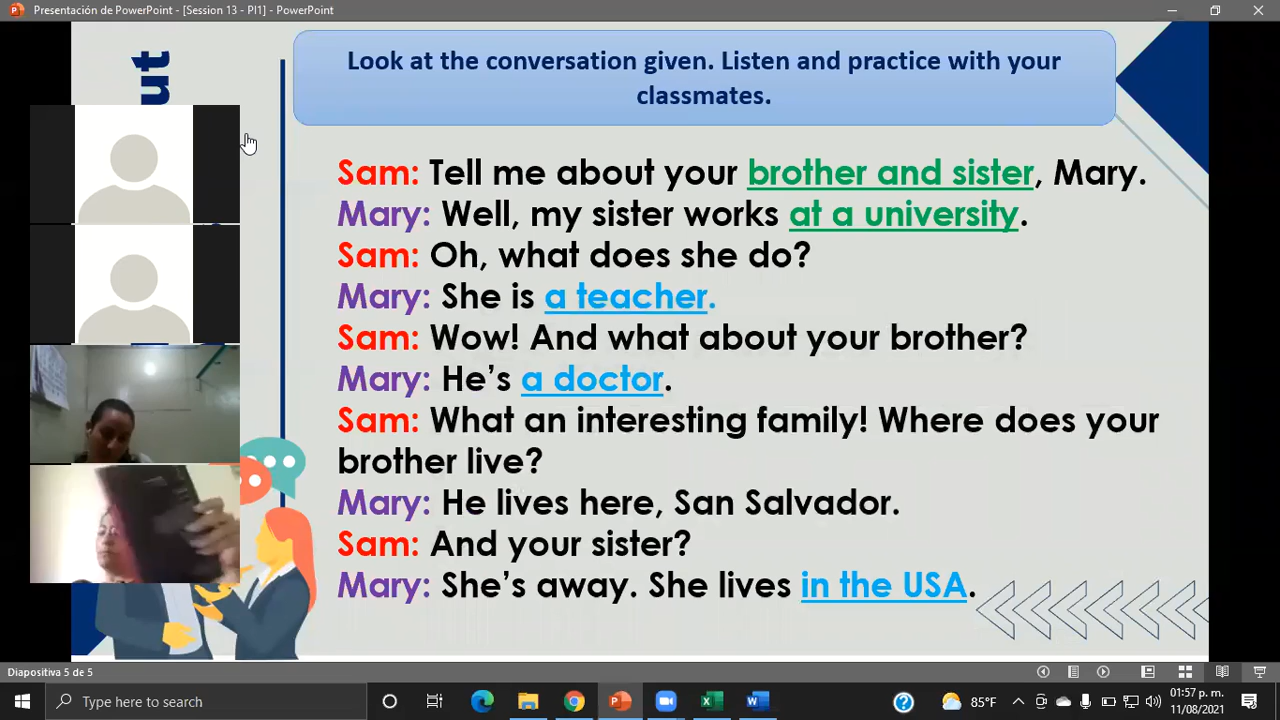 Presentación de PowerPoint - [Session 13 - PI1] - PowerPoint
ut
Look at the conversation given. Listen and practice with your
classmates.
Sam: Tell me about your brother and sister, Mary.
Mary: Well, my sister works at a university.
Sam: Oh, what does she do?
Mary: She is a teacher.
Sam: Wow! And what about your brother?
Mary: He's a doctor.
Sam: What an interesting family! Where does your
brother live?
Mary: He lives here, San Salvador.
Sam: And your sister?
Mary: She's away. She lives in the USA.
Diapositiva 5 de 5
Type here to search
85°F
01:57 p. m.
11/08/2021